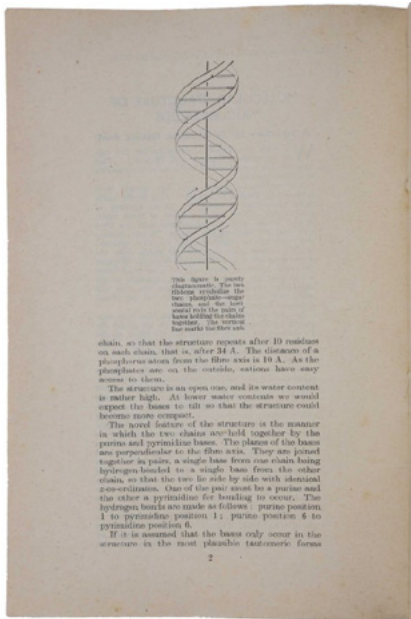 This figure is purely
diagrammatic. The two
ribbons symbolize the
two phosphate—sugar
chains, and the hori-
zontal rods the pairs of
bases holding the chains
together. The vertical
line marks the fibre axis
chain, so that the structure repeats after 10 residues
on each chain, that is, after 34 A. The distance of a
phosphorus atom from the fibre axis is 10 A. As the
phosphates are on the outside, cations have easy
access to them.
The structure is an open one, and its water content
is rather high. At lower water contents we would
expect the bases to tilt so that the structure could
become more compact.
The novel feature of the structure is the manner
in which the two chains are held together by the
purine and pyrimidine bases. The planes of the bases
are perpendicular to the fibre axis. They are joined
together in pairs, a single base from one chain being
hydrogen-bonded to a single base from the other
chain, so that the two lie side by side with identical
z-co-ordinates. One of the pair must be a purine and
the other a pyrimidine for bonding to occur. The
hydrogen bonds are made as follows : purine position
1 to pyrimidine position 1 ; purine position 6 to
pyrimidine position 6.
If it is assumed that the bases only occur in the
structure in the most plausible tautomeric forms
2